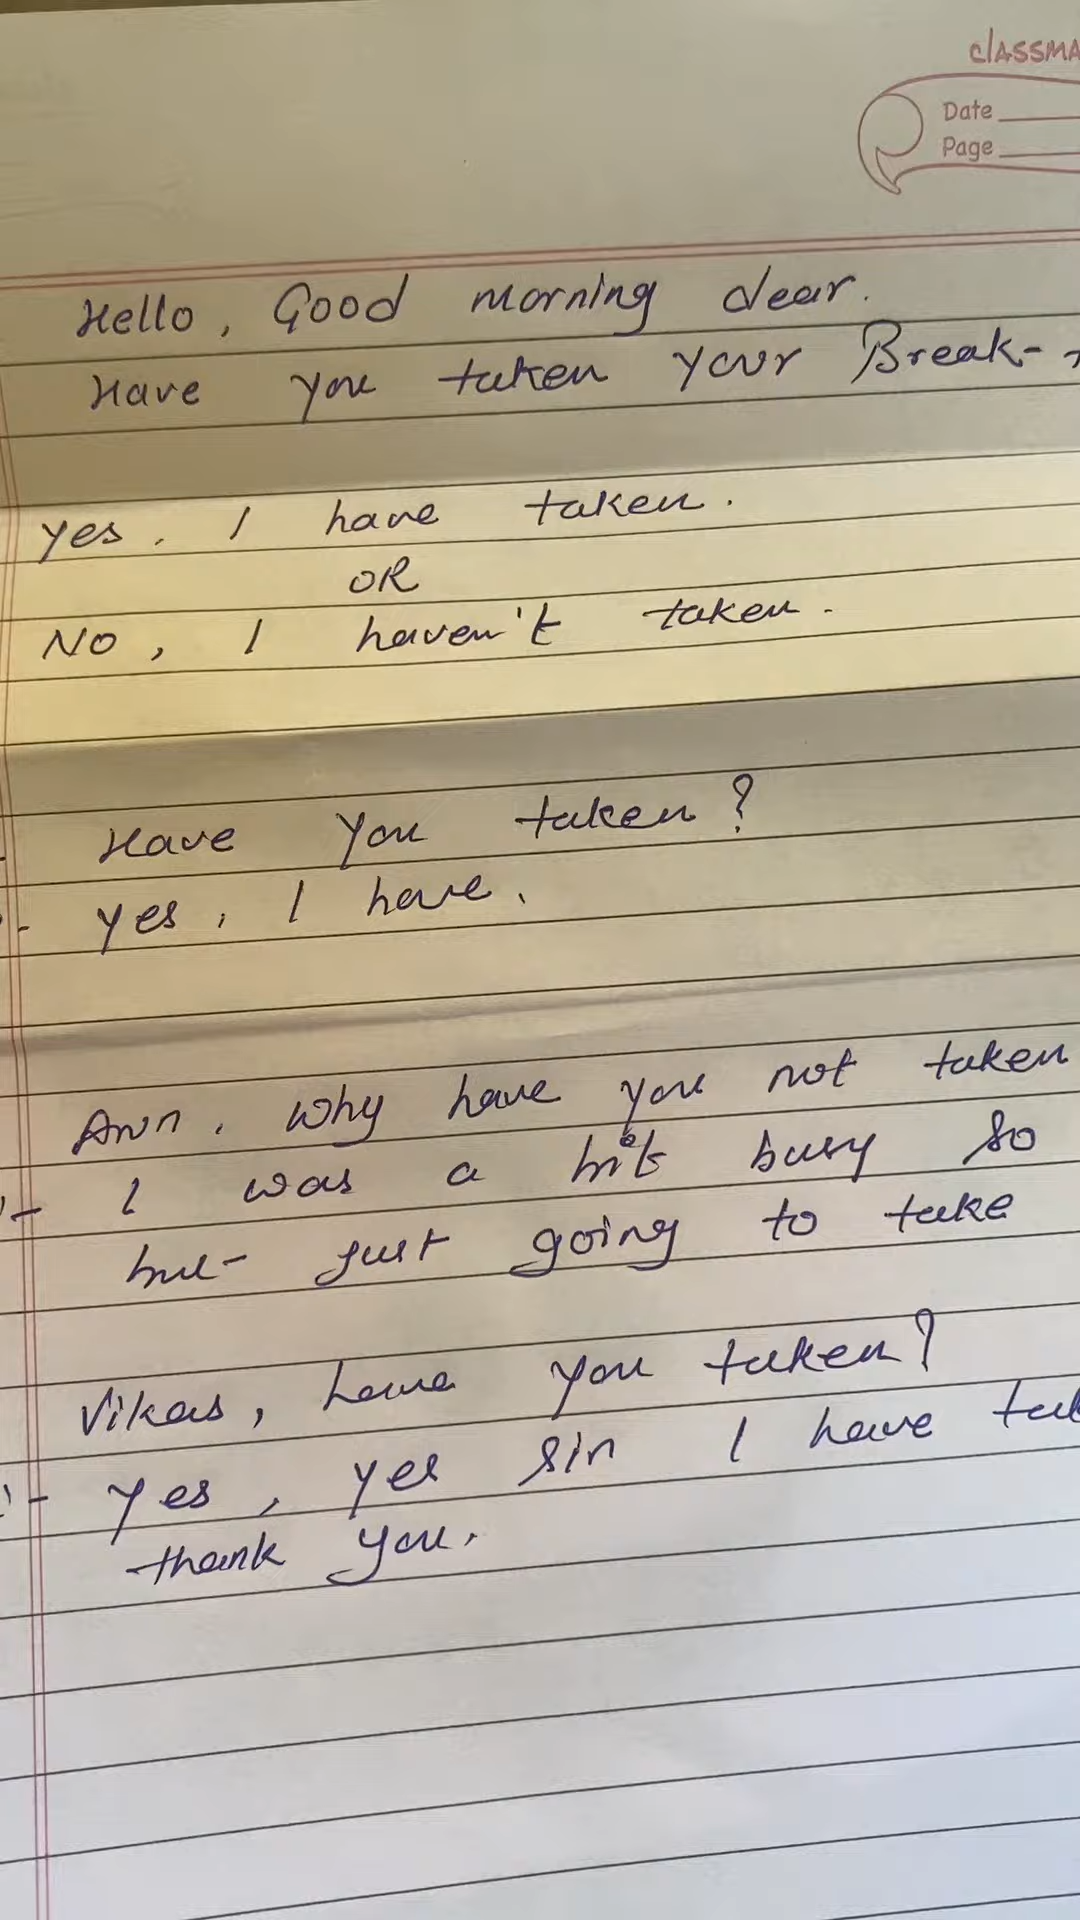 classma
Date
Page
Hello, Good morning dear.
Have you taken your Break-
Yes, I have taken.
OR
NO, I haven't taken.
Have you taken?
Yes, I have.
why have you not taken
I was a bit busy so
but just going to take
Vikas, have you taken?
Yes, yes sir I have
thank you.